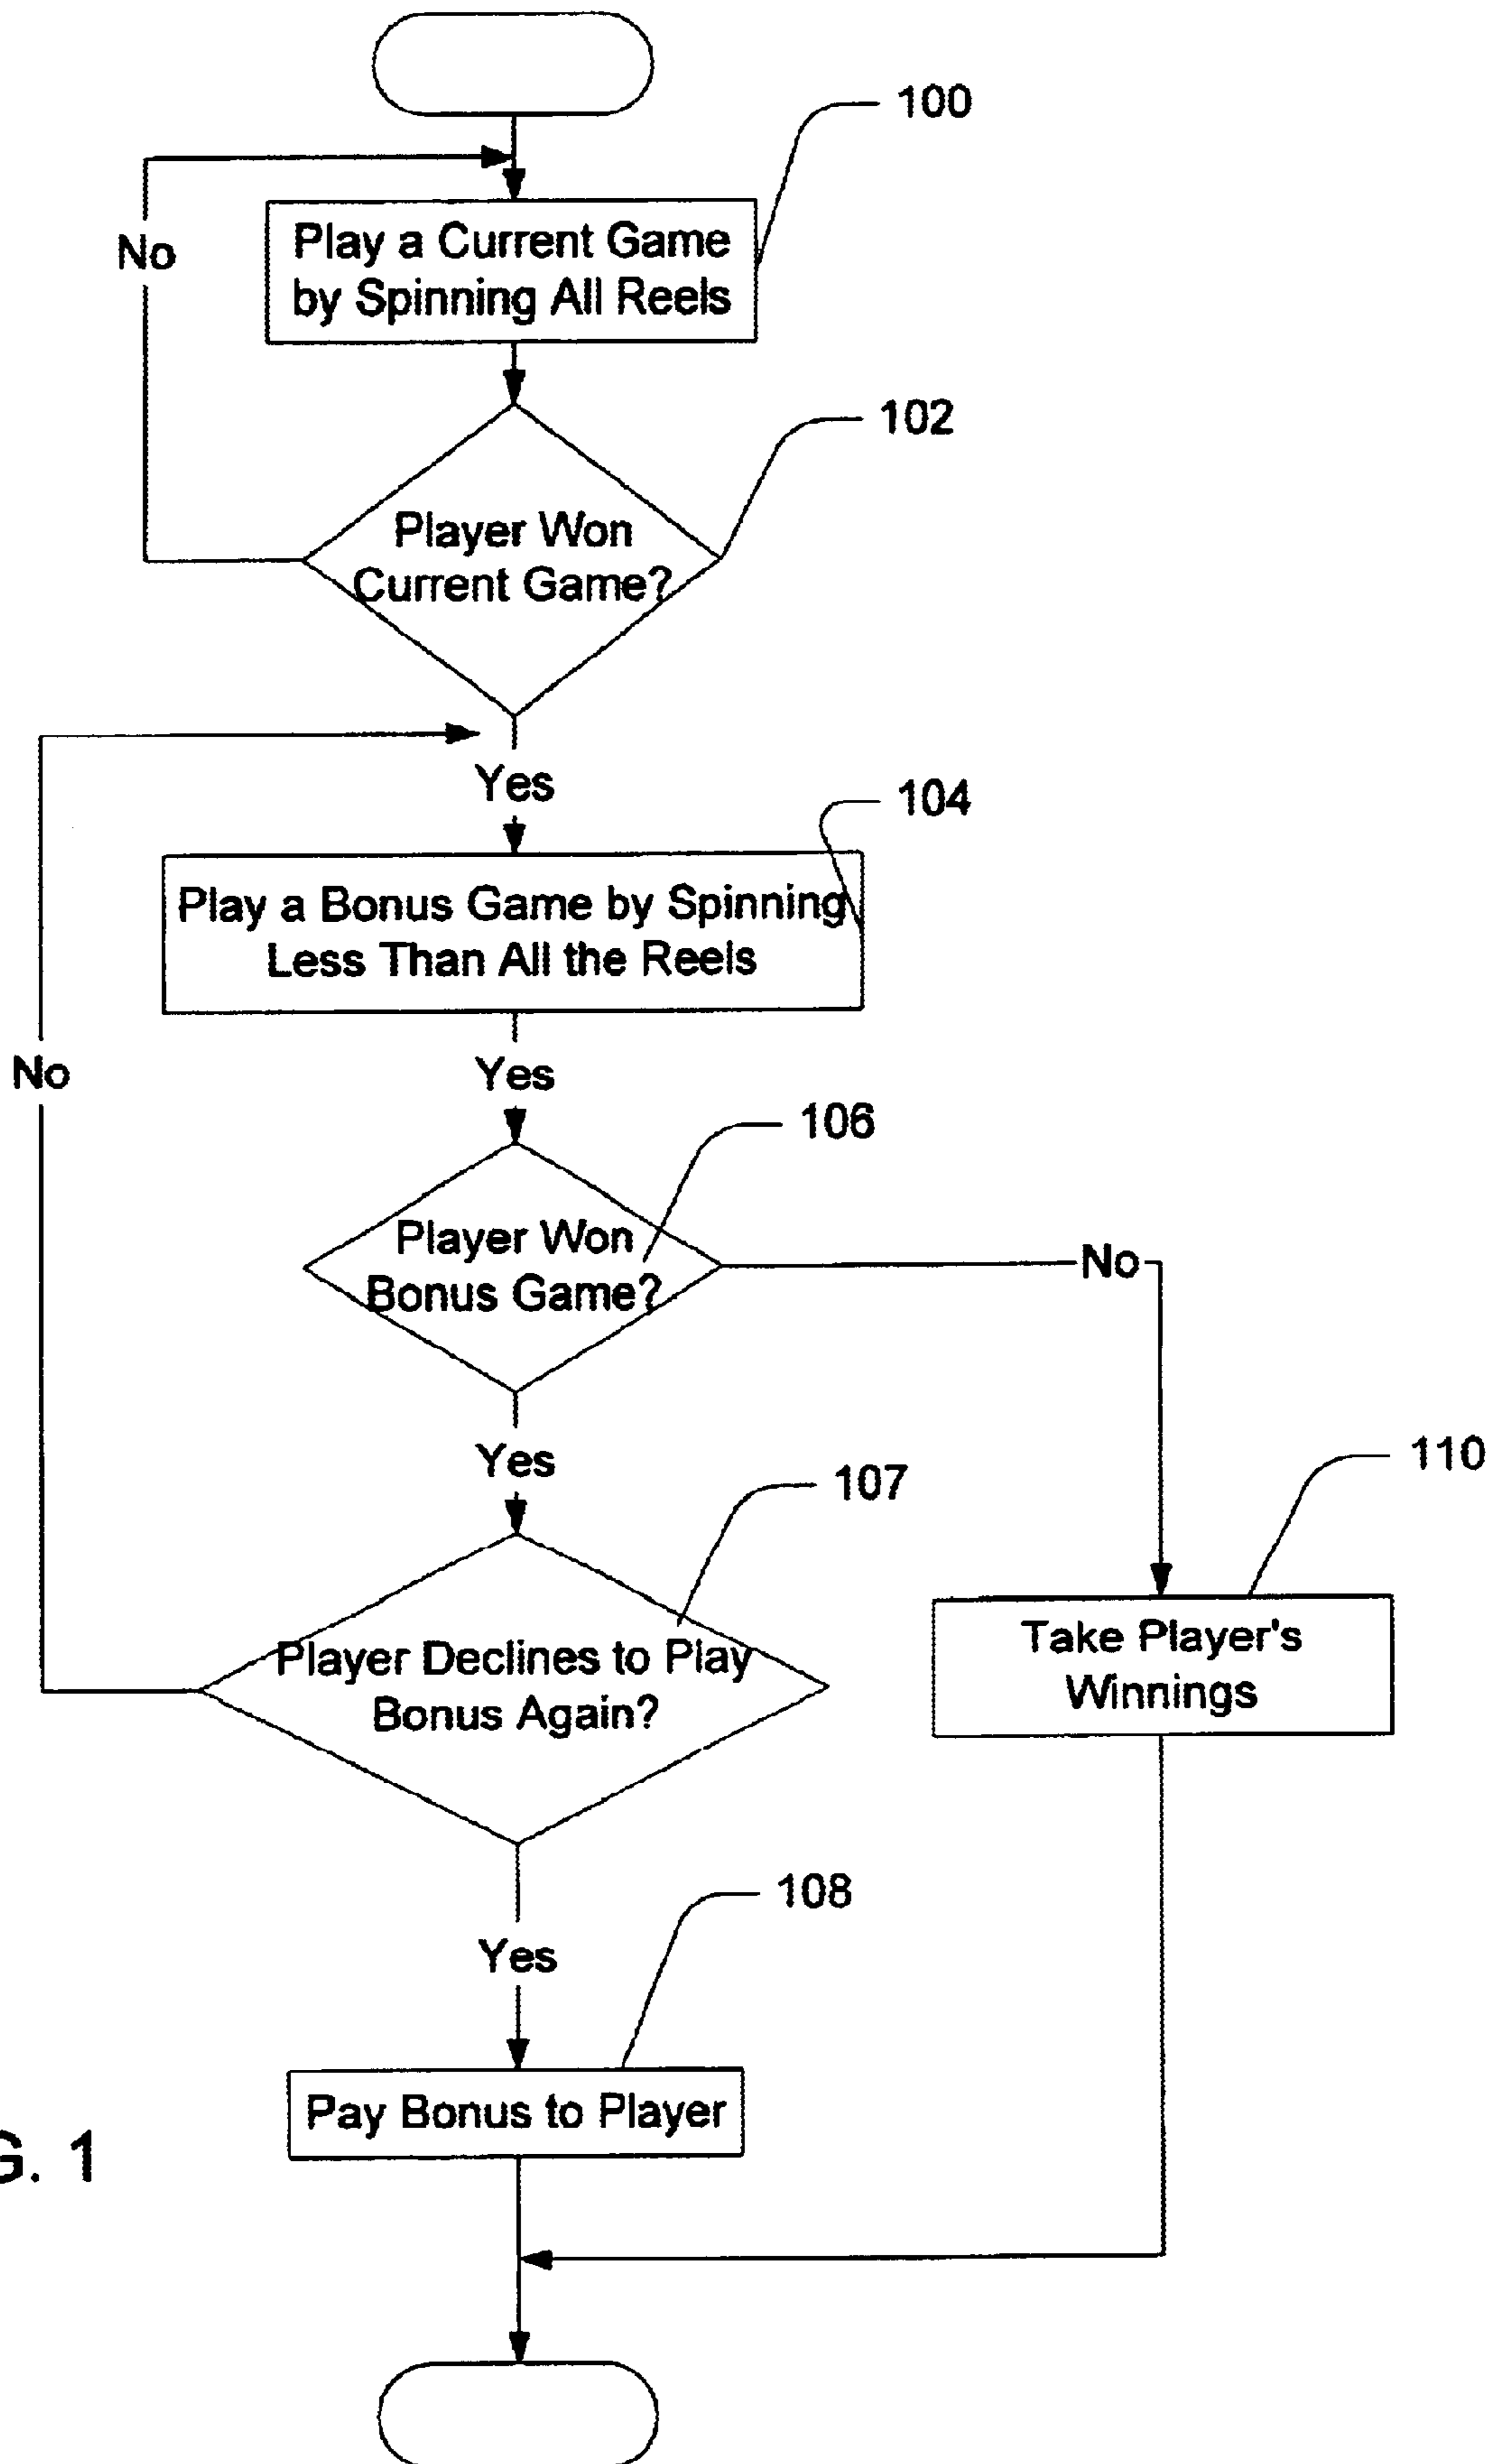 100
No
Play a Current Game
by Spinning All Reels
102
Player Won
Current Game?
Yes
104
Play a Bonus Game by Spinning
Less Than All the Reels
No
Yes
106
Player Won
Bonus Game?
No
Yes
107
110
Player Declines to Play
Bonus Again?
Take Player's
Winnings
108
Yes
Pay Bonus to Player
G. 1